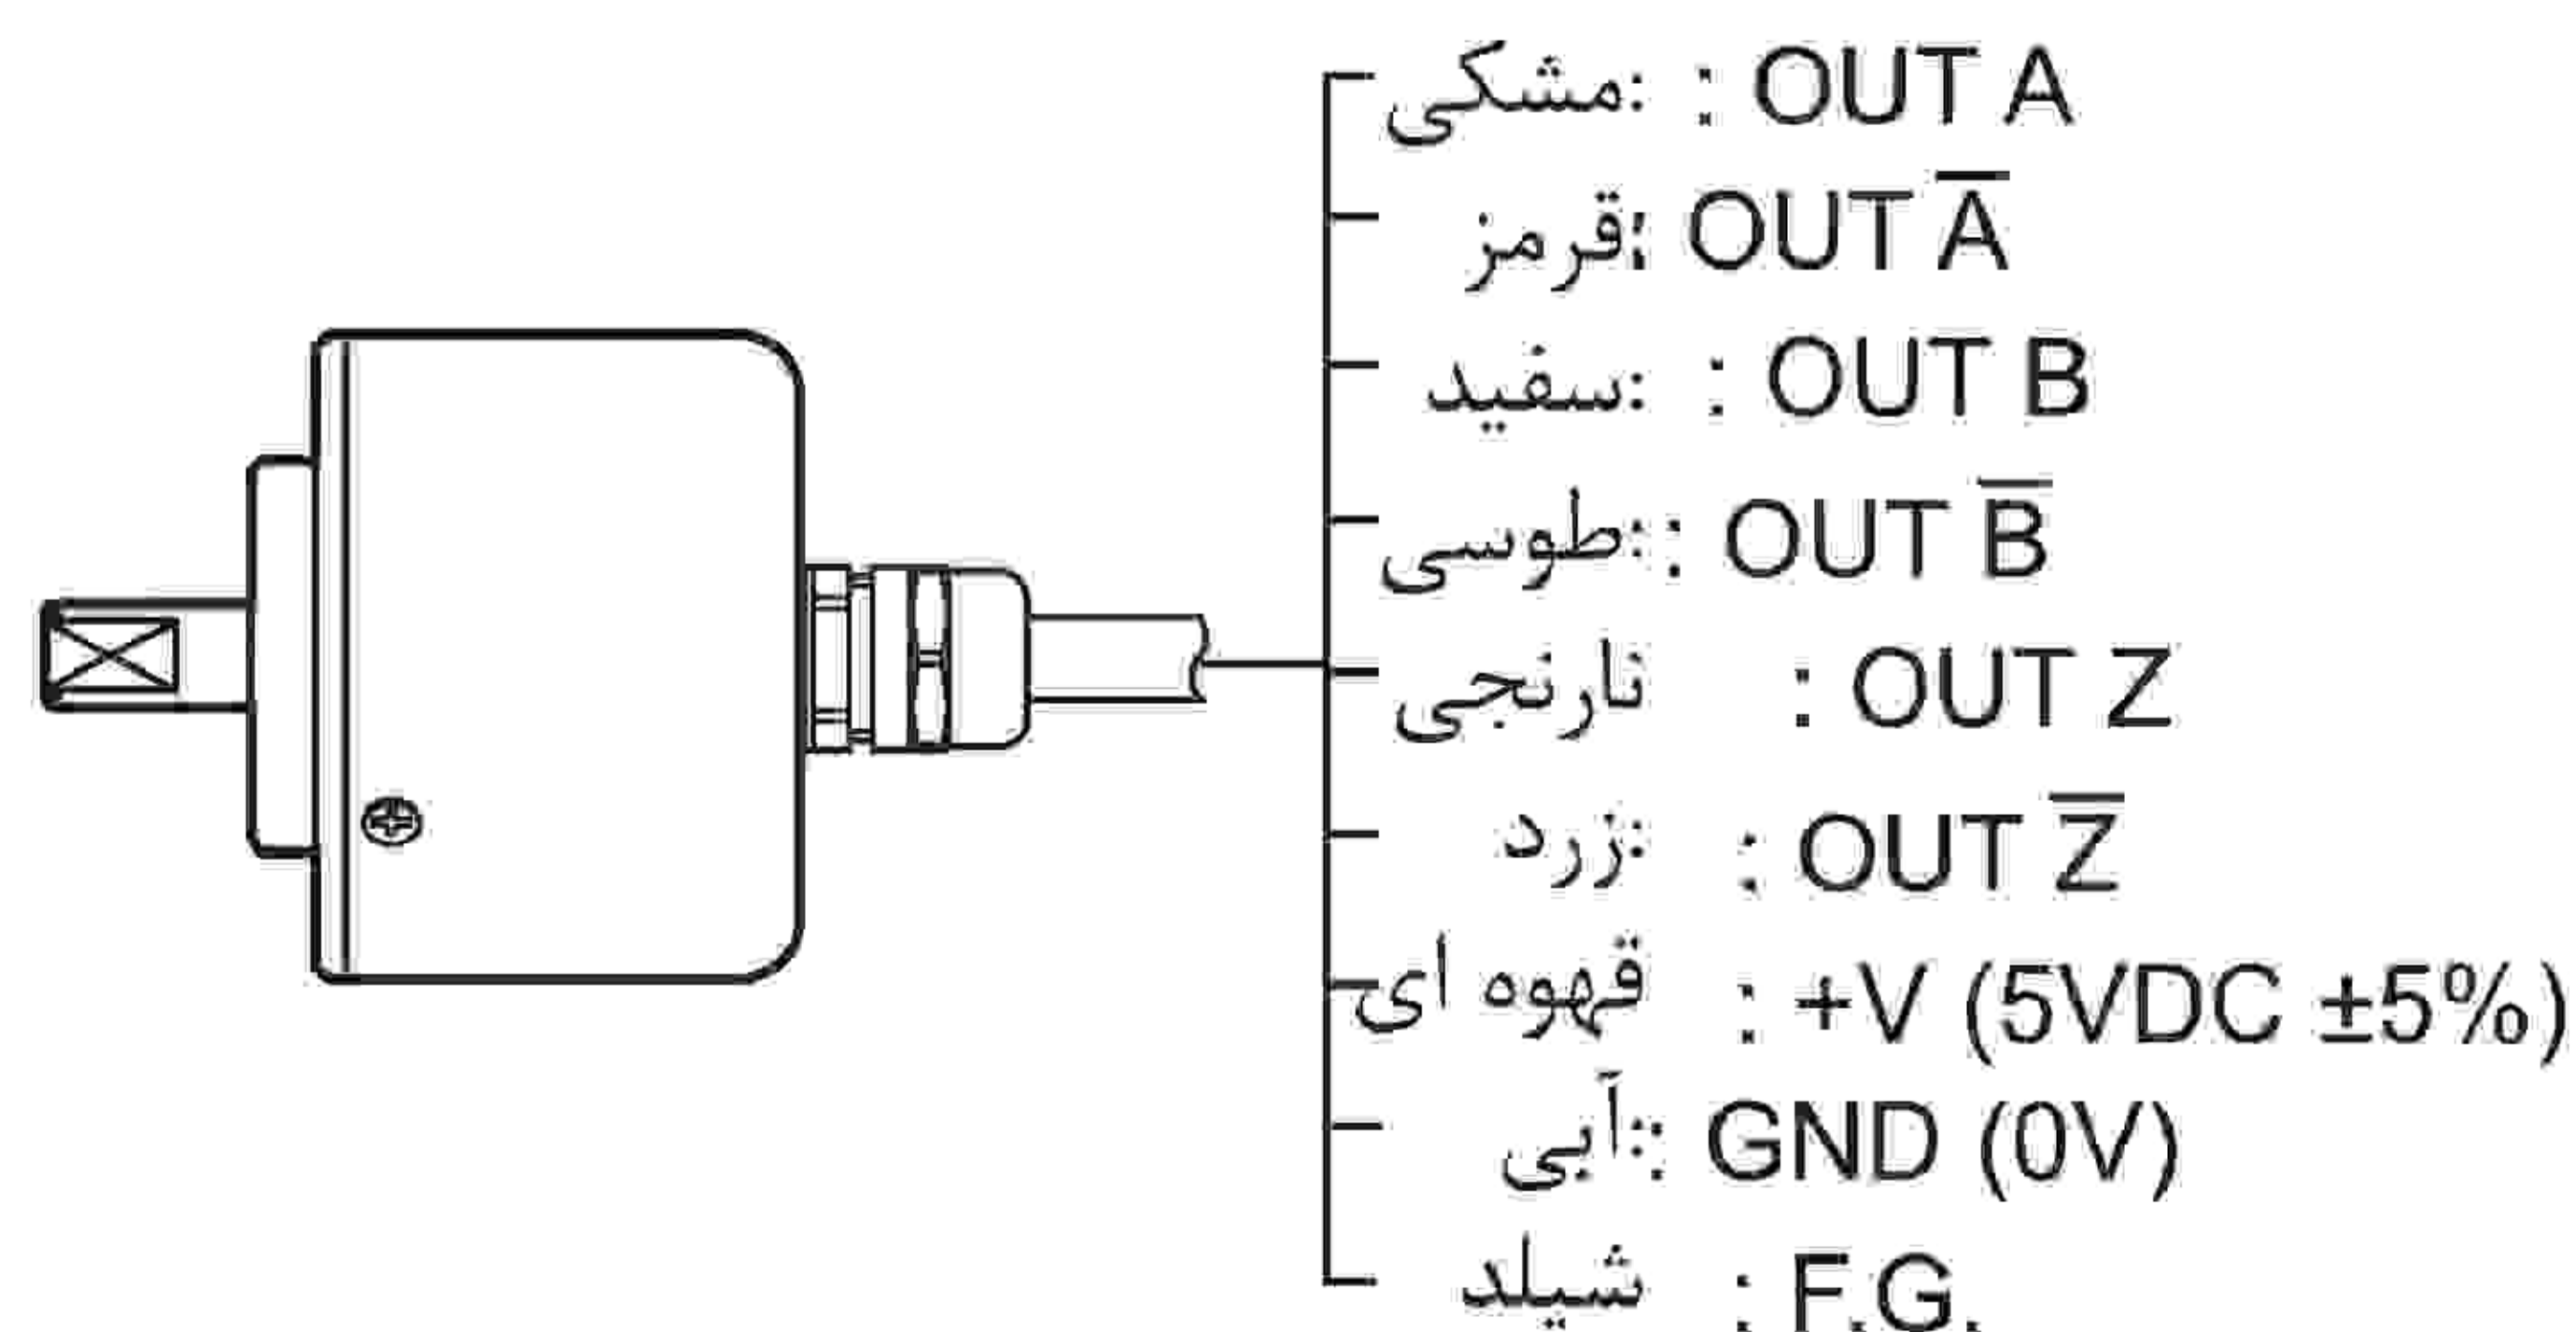 مشکی: : OUT A
قرمز: OUT A̅
سفید: : OUT B
طوسی:: OUT B̅
نارنجی : OUT Z
زرد: : OUT Z̅
قهوه ای : +V (5VDC ±5%)
آبی:: GND (0V)
شیلد : F.G.